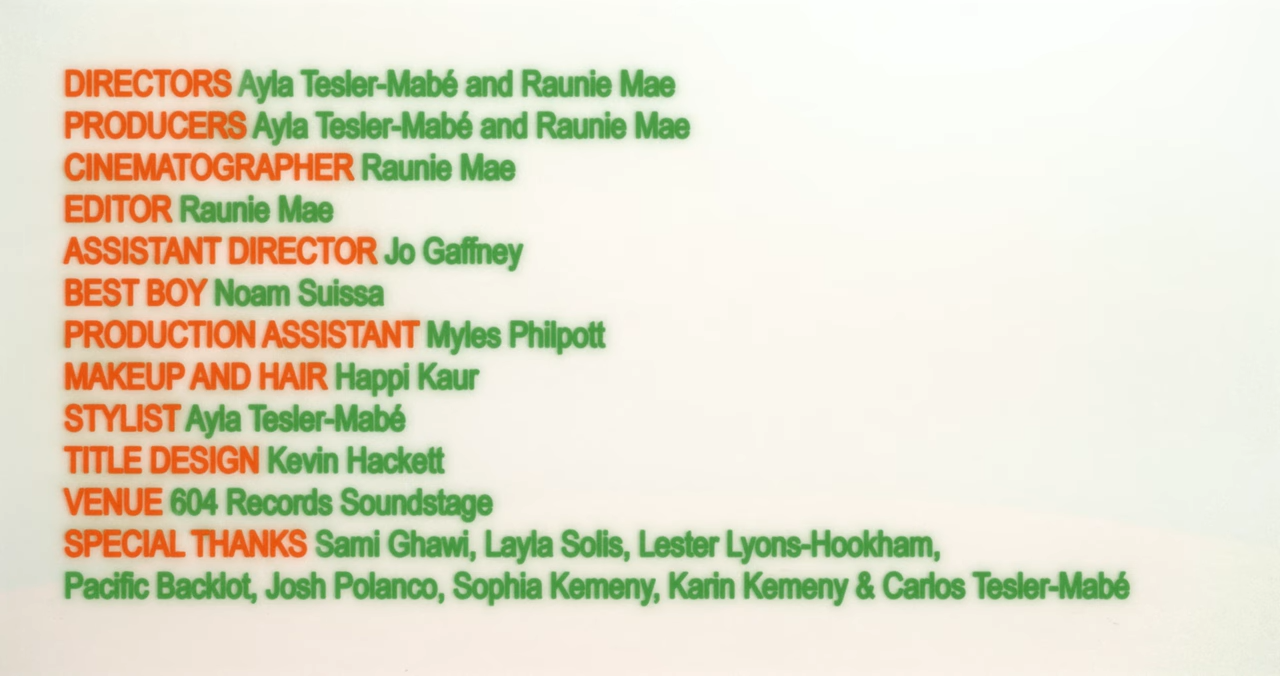 DIRECTORS Ayla Tesler-Mabé and Raunie Mae
PRODUCERS Ayla Tesler-Mabé and Raunie Mae
CINEMATOGRAPHER Raunie Mae
EDITOR Raunie Mae
ASSISTANT DIRECTOR Jo Gaffney
BEST BOY Noam Suissa
PRODUCTION ASSISTANT Myles Philpott
MAKEUP AND HAIR Happi Kaur
STYLIST Ayla Tesler-Mabé
TITLE DESIGN Kevin Hackett
VENUE 604 Records Soundstage
SPECIAL THANKS Sami Ghawi, Layla Solis, Lester Lyons-Hookham,
Pacific Backlot, Josh Polanco, Sophia Kemeny, Karin Kemeny & Carlos Tesler-Mabé